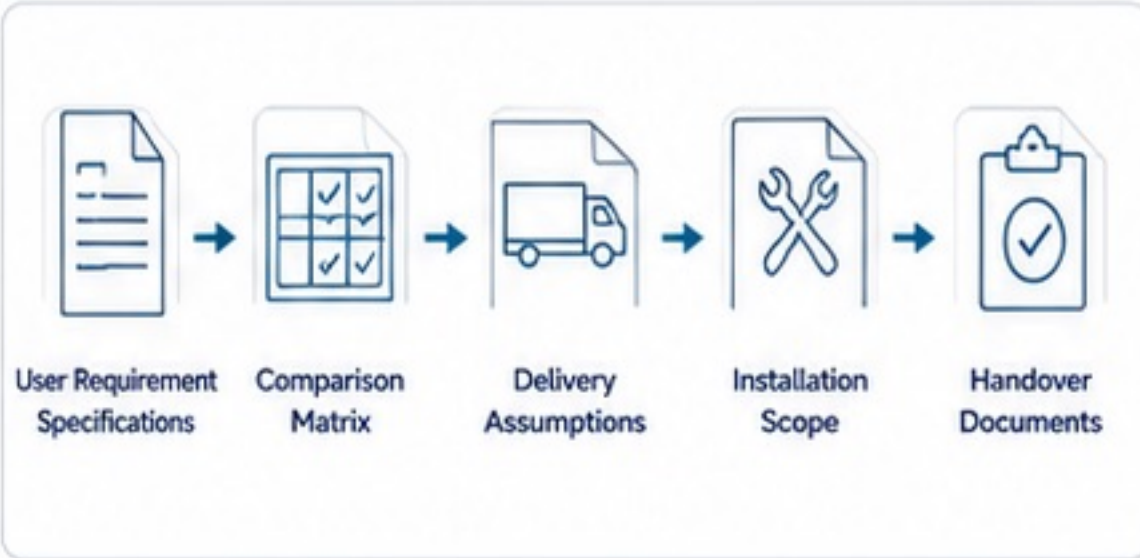 User Requirement
Specifications
Comparison
Matrix
Delivery
Assumptions
Installation
Scope
Handover
Documents